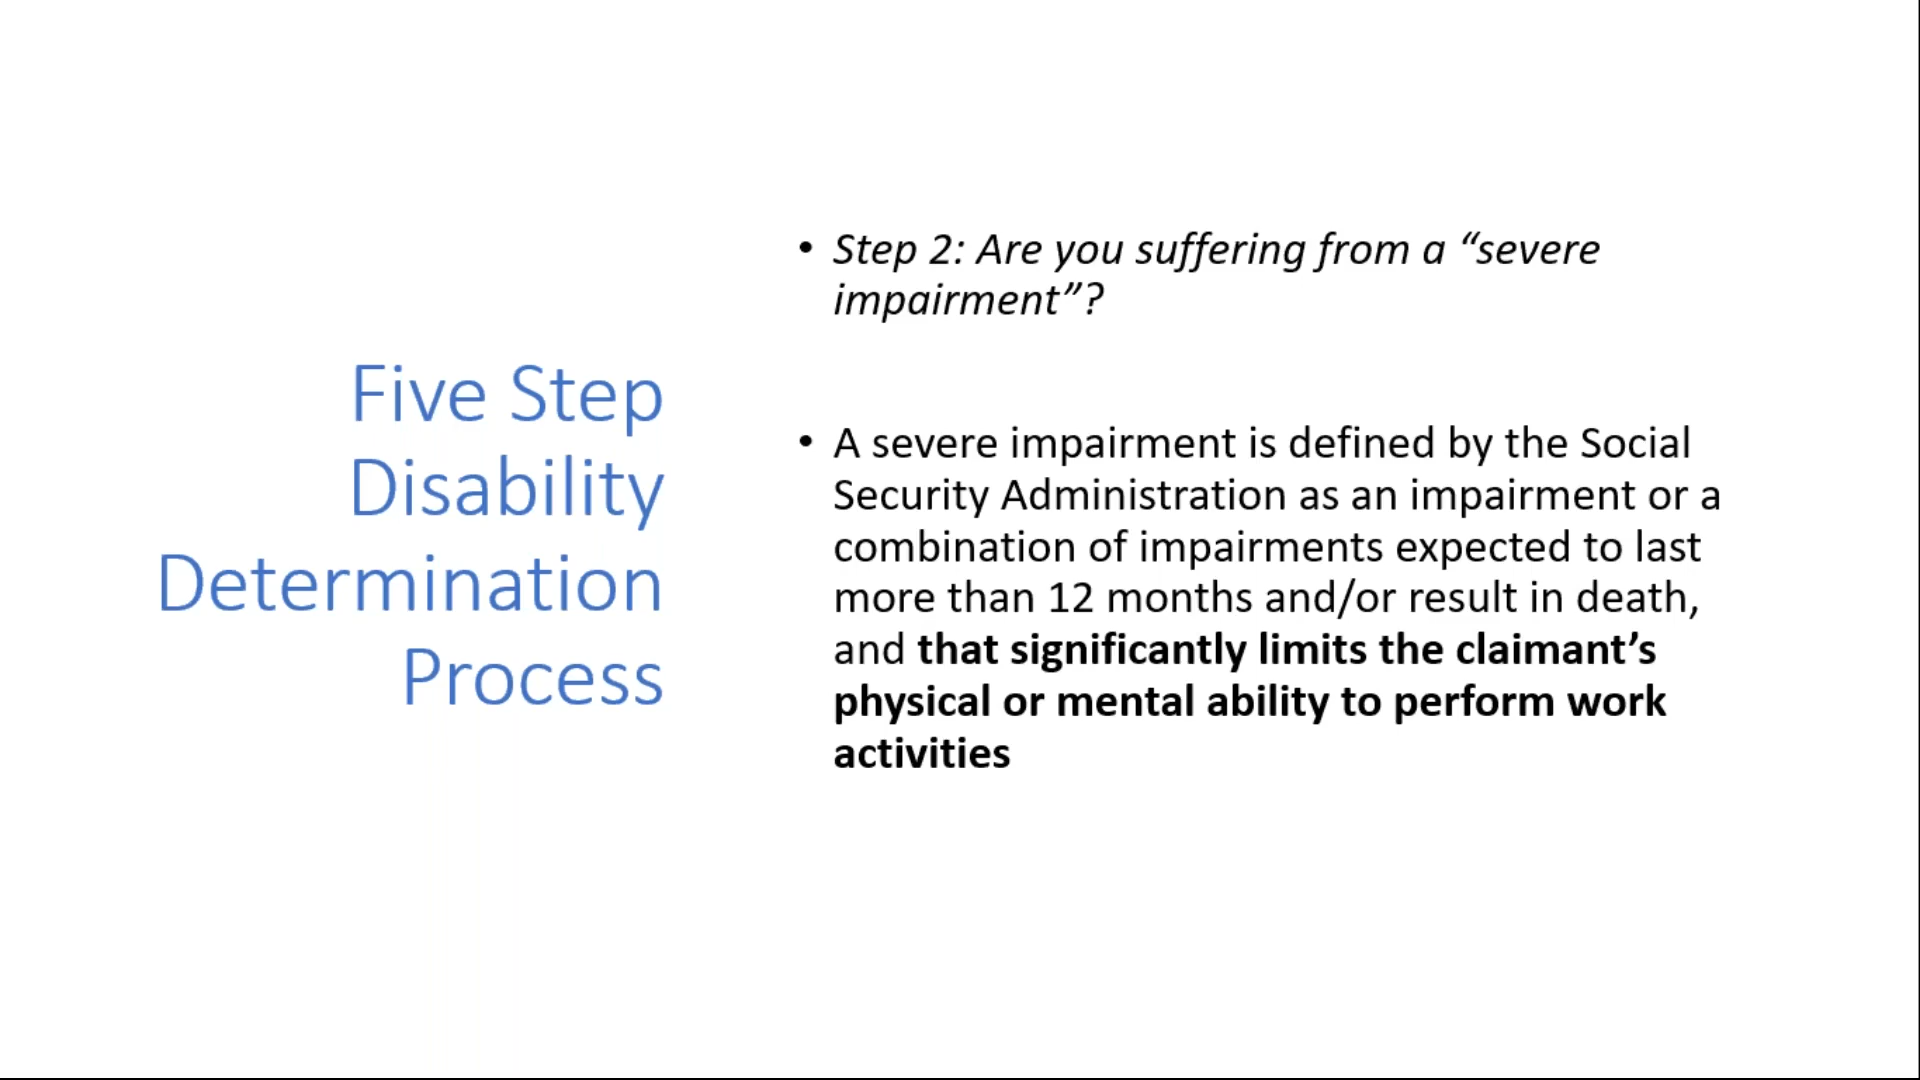 Five Step
Disability
Determination
Process
• Step 2: Are you suffering from a “severe
impairment”?
• A severe impairment is defined by the Social
Security Administration as an impairment or a
combination of impairments expected to last
more than 12 months and/or result in death,
and that significantly limits the claimant’s
physical or mental ability to perform work
activities